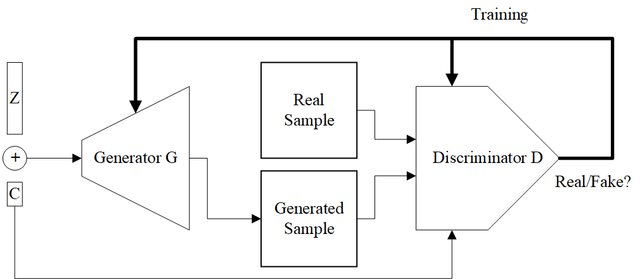 Training
Z
Real
Sample
+
Generator G
Discriminator D
Real/Fake?
C
Generated
Sample